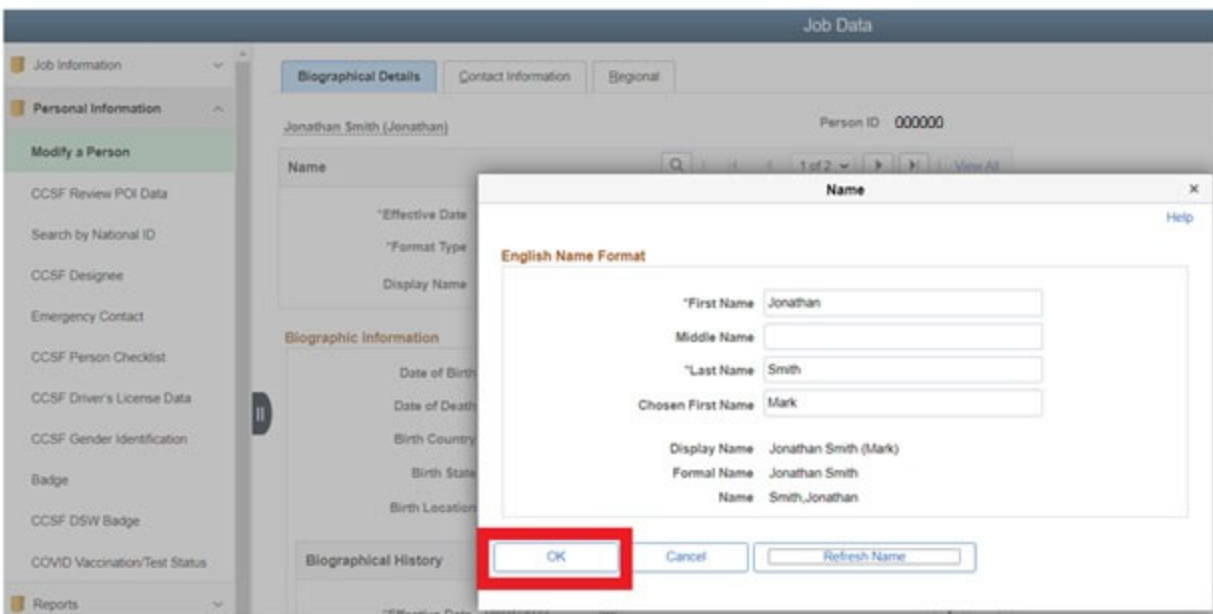 Job Data
Job Information
Personal Information
Modify a Person
CCSF Review POI Data
Search by National ID
CCSF Designee
Emergency Contact
CCSF Person Checklist
CCSF Driver's License Data
CCSF Gender Identification
Badge
CCSF DSW Badge
COVID Vaccination/Test Status
Reports
Biographical Details Contact Information Regional
Jonathan Smith (Jonathan) Person ID 000000
Name 1 of 2 View All
*Effective Date
*Format Type
Display Name
Biographic Information
Date of Birth
Date of Death
Birth Country
Birth State
Birth Location
Biographical History
*Effective Date
Name ×
Help
English Name Format
*First Name Jonathan
Middle Name
*Last Name Smith
Chosen First Name Mark
Display Name Jonathan Smith (Mark)
Formal Name Jonathan Smith
Name Smith,Jonathan
OK Cancel Refresh Name